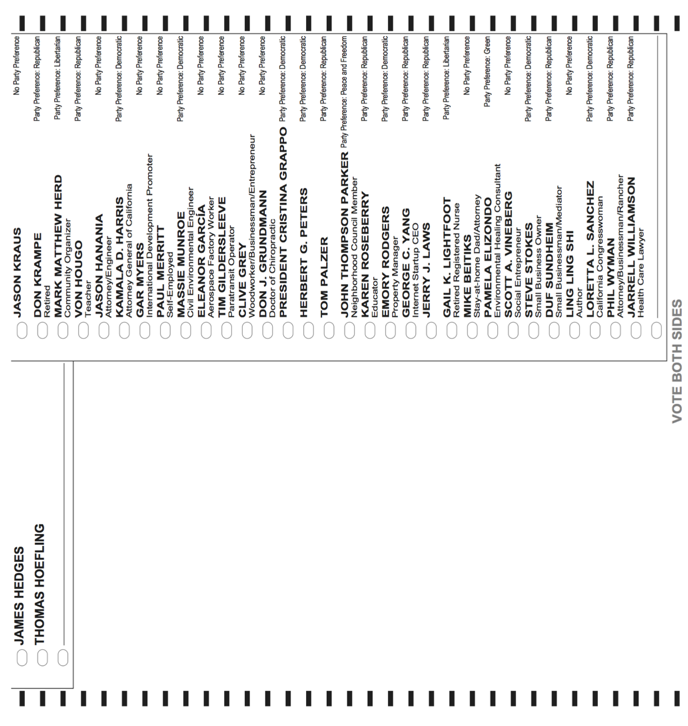 JAMES HEDGES
THOMAS HOEFLING
JASON KRAUS No Party Preference
DON KRAMPE Party Preference: Republican
Retired
MARK MATTHEW HERD Party Preference: Libertarian
Community Organizer
VON HOUGO Party Preference: Republican
Teacher
JASON HANANIA No Party Preference
Attorney/Engineer
KAMALA D. HARRIS Party Preference: Democratic
Attorney General of California
GAR MYERS No Party Preference
International Development Promoter
PAUL MERRITT No Party Preference
Self-Employed
MASSIE MUNROE Party Preference: Democratic
Civil Environmental Engineer
ELEANOR GARCÍA No Party Preference
Aerospace Factory Worker
TIM GILDERSLEEVE No Party Preference
Paratransit Operator
CLIVE GREY No Party Preference
Woodworker/Businessman/Entrepreneur
DON J. GRUNDMANN No Party Preference
Doctor of Chiropractic
PRESIDENT CRISTINA GRAPPO Party Preference: Democratic
HERBERT G. PETERS Party Preference: Democratic
TOM PALZER Party Preference: Republican
JOHN THOMPSON PARKER Party Preference: Peace and Freedom
Neighborhood Council Member
KAREN ROSEBERRY Party Preference: Republican
Educator
EMORY RODGERS Party Preference: Democratic
Property Manager
GEORGE C. YANG Party Preference: Republican
Internet Startup CEO
JERRY J. LAWS Party Preference: Republican
GAIL K. LIGHTFOOT Party Preference: Libertarian
Retired Registered Nurse
MIKE BEITIKS No Party Preference
Stay-at-home Dad/Attorney
PAMELA ELIZONDO Party Preference: Green
Environmental Healing Consultant
SCOTT A. VINEBERG No Party Preference
Social Entrepreneur
STEVE STOKES Party Preference: Democratic
Small Business Owner
DUF SUNDHEIM Party Preference: Republican
Small Businessman/Mediator
LING LING SHI No Party Preference
Author
LORETTA L. SANCHEZ Party Preference: Democratic
California Congresswoman
PHIL WYMAN Party Preference: Republican
Attorney/Businessman/Rancher
JARRELL WILLIAMSON Party Preference: Republican
Health Care Lawyer
VOTE BOTH SIDES